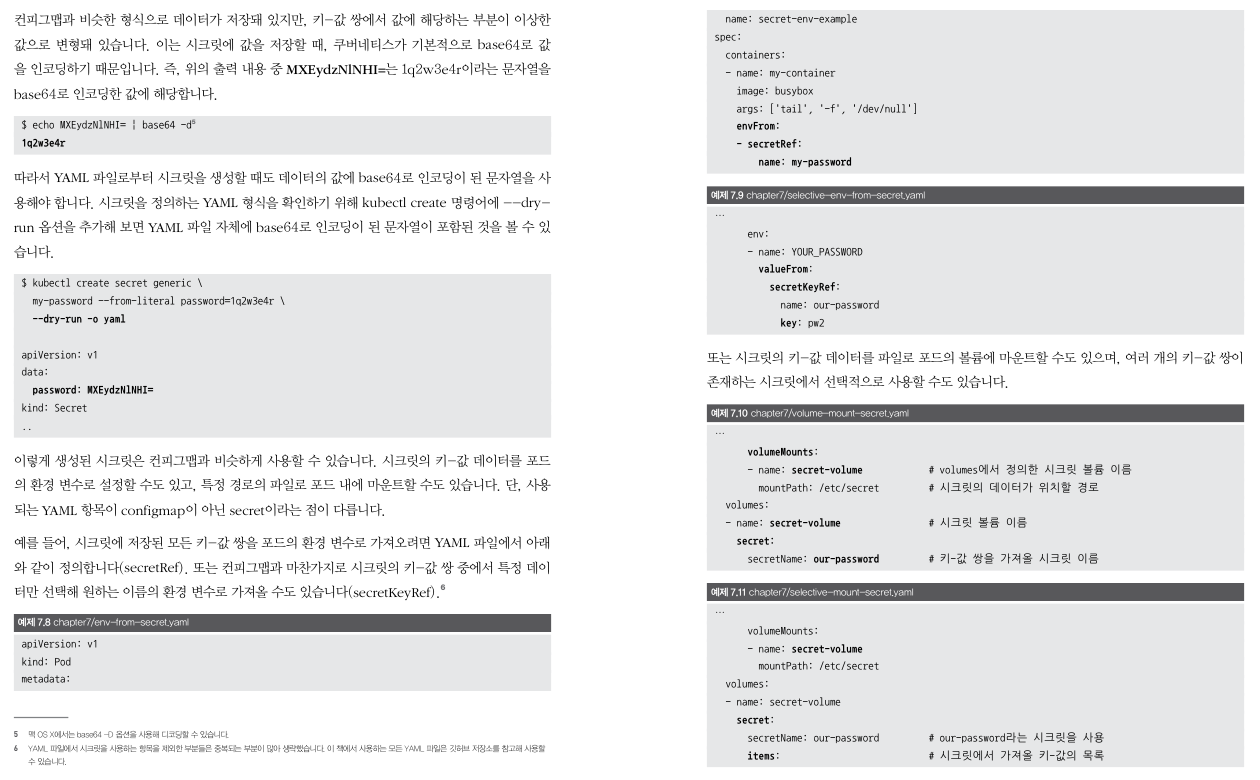 컨피그맵과 비슷한 형식으로 데이터가 저장돼 있지만, 키-값 쌍에서 값에 해당하는 부분이 이상한
값으로 변형돼 있습니다. 이는 시크릿에 값을 저장할 때, 쿠버네티스가 기본적으로 base64로 값
을 인코딩하기 때문입니다. 즉, 위의 출력 내용 중 MXEydzNlNHI=는 1q2w3e4r이라는 문자열을
base64로 인코딩한 값에 해당합니다.
$ echo MXEydzNlNHI= | base64 -d5
1q2w3e4r
따라서 YAML 파일로부터 시크릿을 생성할 때도 데이터의 값에 base64로 인코딩이 된 문자열을 사
용해야 합니다. 시크릿을 정의하는 YAML 형식을 확인하기 위해 kubectl create 명령어에 --dry-
run 옵션을 추가해 보면 YAML 파일 자체에 base64로 인코딩이 된 문자열이 포함된 것을 볼 수 있
습니다.
$ kubectl create secret generic \
  my-password --from-literal password=1q2w3e4r \
  --dry-run -o yaml
apiVersion: v1
data:
  password: MXEydzNlNHI=
kind: Secret
..
이렇게 생성된 시크릿은 컨피그맵과 비슷하게 사용할 수 있습니다. 시크릿의 키-값 데이터를 포드
의 환경 변수로 설정할 수도 있고, 특정 경로의 파일로 포드 내에 마운트할 수도 있습니다. 단, 사용
되는 YAML 항목이 configmap이 아닌 secret이라는 점이 다릅니다.
예를 들어, 시크릿에 저장된 모든 키-값 쌍을 포드의 환경 변수로 가져오려면 YAML 파일에서 아래
와 같이 정의합니다(secretRef). 또는 컨피그맵과 마찬가지로 시크릿의 키-값 쌍 중에서 특정 데이
터만 선택해 원하는 이름의 환경 변수로 가져올 수도 있습니다(secretKeyRef).6
예제 7.8 chapter7/env-from-secret.yaml
apiVersion: v1
kind: Pod
metadata:
5 맥 OS X에서는 base64 -D 옵션을 사용해 디코딩할 수 있습니다.
6 YAML 파일에서 시크릿을 사용하는 항목을 제외한 부분들은 중복되는 부분이 많아 생략했습니다. 이 책에서 사용하는 모든 YAML 파일은 깃허브 저장소를 참고해 사용할
수 있습니다.
  name: secret-env-example
spec:
  containers:
  - name: my-container
    image: busybox
    args: ['tail', '-f', '/dev/null']
    envFrom:
    - secretRef:
        name: my-password
예제 7.9 chapter7/selective-env-from-secret.yaml
...
      env:
      - name: YOUR_PASSWORD
        valueFrom:
          secretKeyRef:
            name: our-password
            key: pw2
또는 시크릿의 키-값 데이터를 파일로 포드의 볼륨에 마운트할 수도 있으며, 여러 개의 키-값 쌍이
존재하는 시크릿에서 선택적으로 사용할 수도 있습니다.
예제 7.10 chapter7/volume-mount-secret.yaml
...
      volumeMounts:
      - name: secret-volume # volumes에서 정의한 시크릿 볼륨 이름
        mountPath: /etc/secret # 시크릿의 데이터가 위치할 경로
  volumes:
  - name: secret-volume # 시크릿 볼륨 이름
    secret:
      secretName: our-password # 키-값 쌍을 가져올 시크릿 이름
예제 7.11 chapter7/selective-mount-secret.yaml
...
      volumeMounts:
      - name: secret-volume
        mountPath: /etc/secret
  volumes:
  - name: secret-volume
    secret:
      secretName: our-password # our-password라는 시크릿을 사용
      items: # 시크릿에서 가져올 키-값의 목록